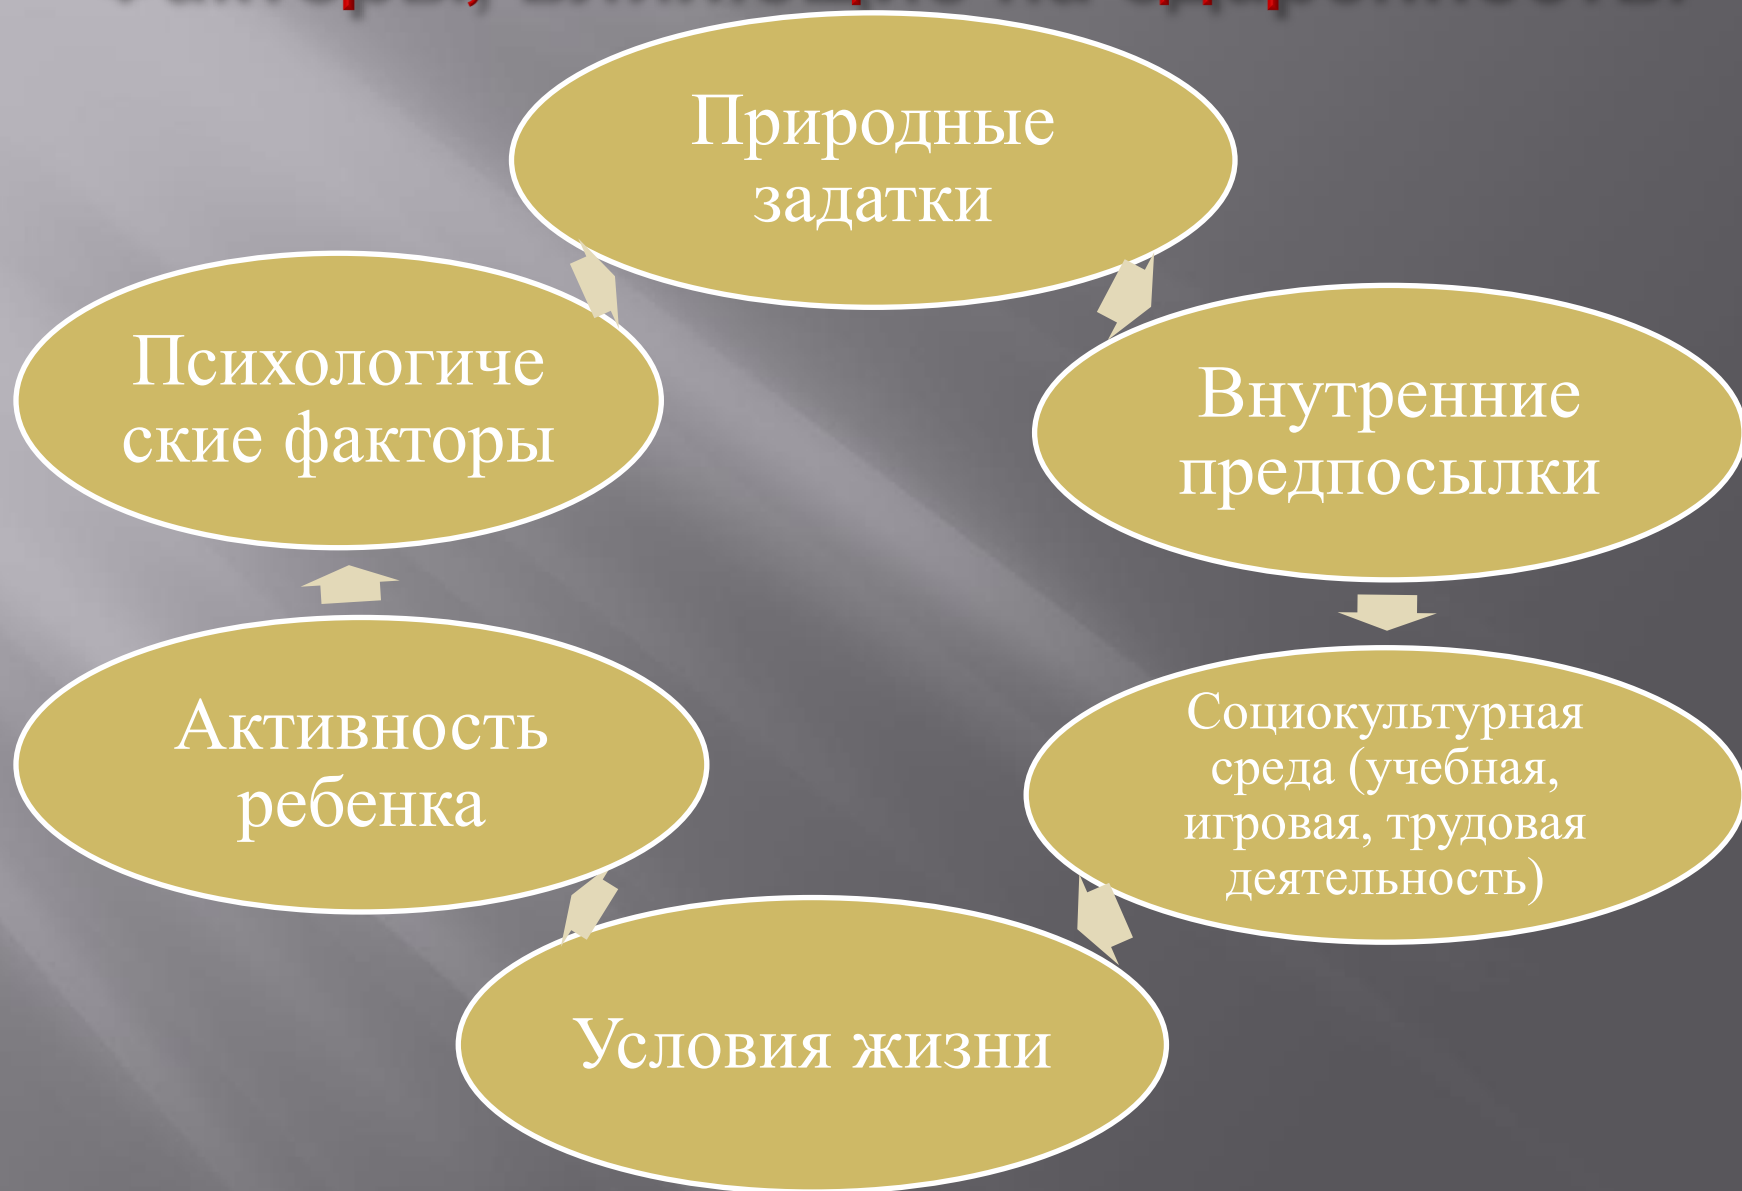 Природные
задатки
Внутренние
предпосылки
Социокультурная
среда (учебная,
игровая, трудовая
деятельность)
Условия жизни
Активность
ребенка
Психологиче
ские факторы